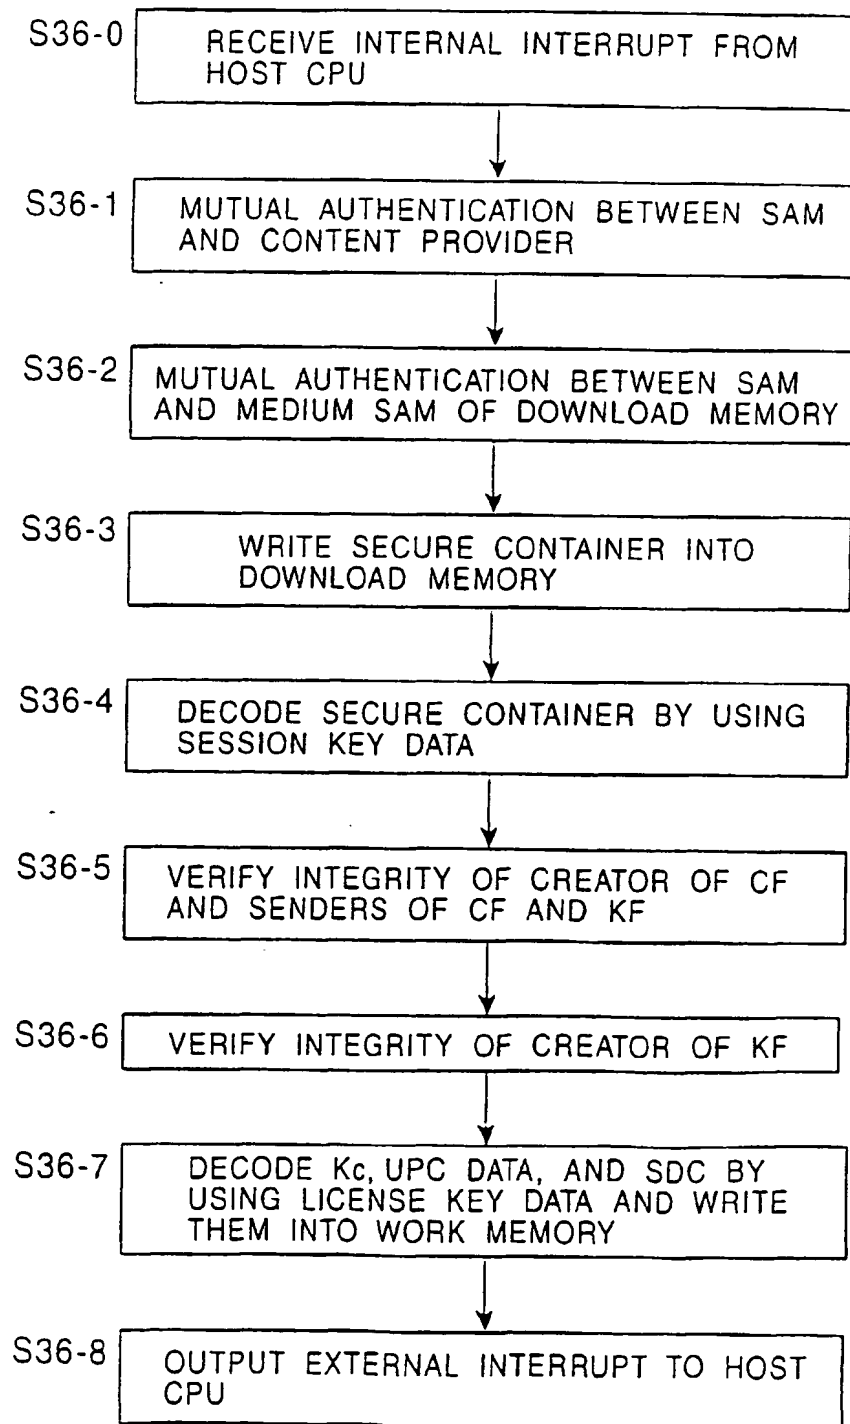 S36-0
RECEIVE INTERNAL INTERRUPT FROM
HOST CPU
S36-1
MUTUAL AUTHENTICATION BETWEEN SAM
AND CONTENT PROVIDER
S36-2
MUTUAL AUTHENTICATION BETWEEN SAM
AND MEDIUM SAM OF DOWNLOAD MEMORY
S36-3
WRITE SECURE CONTAINER INTO
DOWNLOAD MEMORY
S36-4
DECODE SECURE CONTAINER BY USING
SESSION KEY DATA
S36-5
VERIFY INTEGRITY OF CREATOR OF CF
AND SENDERS OF CF AND KF
S36-6
VERIFY INTEGRITY OF CREATOR OF KF
S36-7
DECODE Kc, UPC DATA, AND SDC BY
USING LICENSE KEY DATA AND WRITE
THEM INTO WORK MEMORY
S36-8
OUTPUT EXTERNAL INTERRUPT TO HOST
CPU